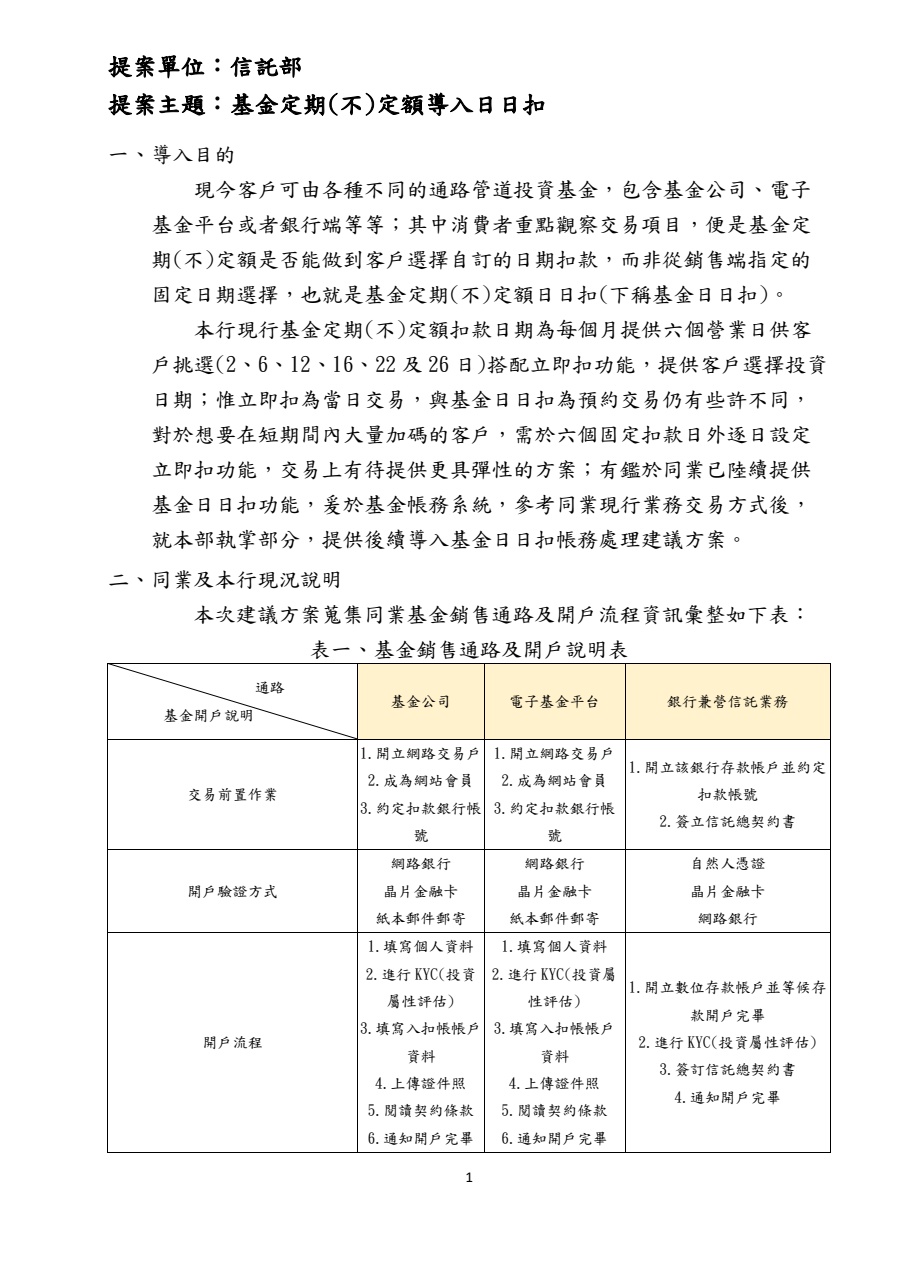 提案單位：信託部
提案主題：基金定期(不)定額導入日日扣
一、導入目的
現今客戶可由各種不同的通路管道投資基金，包含基金公司、電子
基金平台或者銀行端等等；其中消費者重點觀察交易項目，便是基金定
期(不)定額是否能做到客戶選擇自訂的日期扣款，而非從銷售端指定的
固定日期選擇，也就是基金定期(不)定額日日扣(下稱基金日日扣)。
本行現行基金定期(不)定額扣款日期為每個月提供六個營業日供客
戶挑選(2、6、12、16、22 及 26 日)搭配立即扣功能，提供客戶選擇投資
日期；惟立即扣為當日交易，與基金日日扣為預約交易仍有些許不同，
對於想要在短期間內大量加碼的客戶，需於六個固定扣款日外逐日設定
立即扣功能，交易上有待提供更具彈性的方案；有鑑於同業已陸續提供
基金日日扣功能，爰於基金帳務系統，參考同業現行業務交易方式後，
就本部執掌部分，提供後續導入基金日日扣帳務處理建議方案。
二、同業及本行現況說明
本次建議方案蒐集同業基金銷售通路及開戶流程資訊彙整如下表：
表一、基金銷售通路及開戶說明表
通路
基金開戶說明
基金公司
電子基金平台
銀行兼營信託業務
交易前置作業
1.開立網路交易戶
2.成為網站會員
3.約定扣款銀行帳
號
1.開立網路交易戶
2.成為網站會員
3.約定扣款銀行帳
號
1.開立該銀行存款帳戶並約定
扣款帳號
2.簽立信託總契約書
開戶驗證方式
網路銀行
晶片金融卡
紙本郵件郵寄
網路銀行
晶片金融卡
紙本郵件郵寄
自然人憑證
晶片金融卡
網路銀行
開戶流程
1.填寫個人資料
2.進行 KYC(投資
屬性評估)
3.填寫入扣帳帳戶
資料
4.上傳證件照
5.閱讀契約條款
6.通知開戶完畢
1.填寫個人資料
2.進行 KYC(投資屬
性評估)
3.填寫入扣帳帳戶
資料
4.上傳證件照
5.閱讀契約條款
6.通知開戶完畢
1.開立數位存款帳戶並等候存
款開戶完畢
2.進行 KYC(投資屬性評估)
3.簽訂信託總契約書
4.通知開戶完畢
1